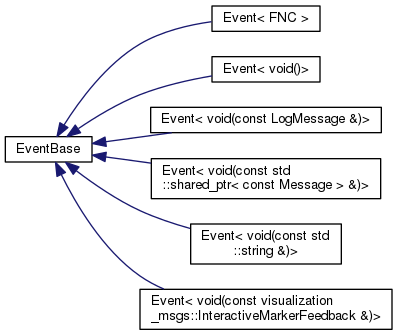 Event< FNC >
Event< void()>
Event< void(const LogMessage &)>
EventBase
Event< void(const std
::shared_ptr< const Message > &)>
Event< void(const std
::string &)>
Event< void(const visualization
_msgs::InteractiveMarkerFeedback &)>